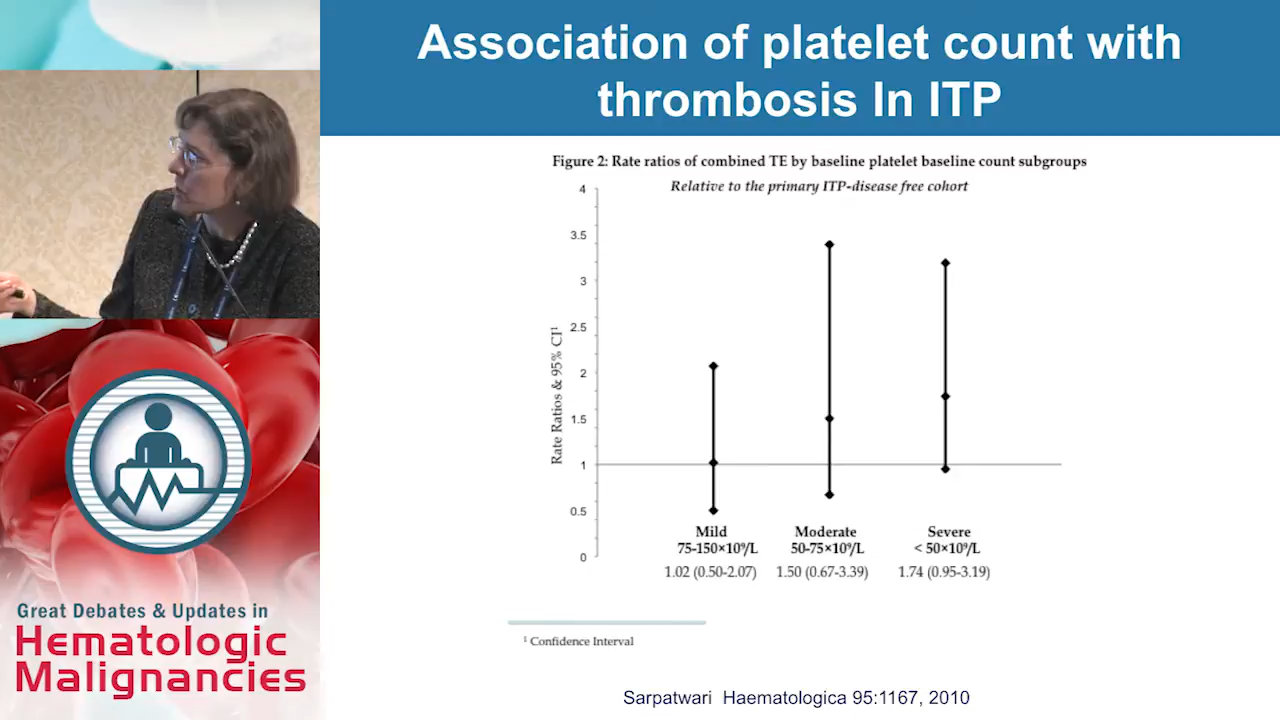 Association of platelet count with
thrombosis In ITP
Figure 2: Rate ratios of combined TE by baseline platelet baseline count subgroups
Relative to the primary ITP-disease free cohort
4
3.5
3
2.5
2
1.5
1
0.5
0
Rate Ratios & 95% CI¹
Mild
75-150×10⁹/L
1.02 (0.50-2.07)
Moderate
50-75×10⁹/L
1.50 (0.67-3.39)
Severe
< 50×10⁹/L
1.74 (0.95-3.19)
¹ Confidence Interval
Sarpatwari Haematologica 95:1167, 2010
Great Debates & Updates in
Hematologic
Malignancies